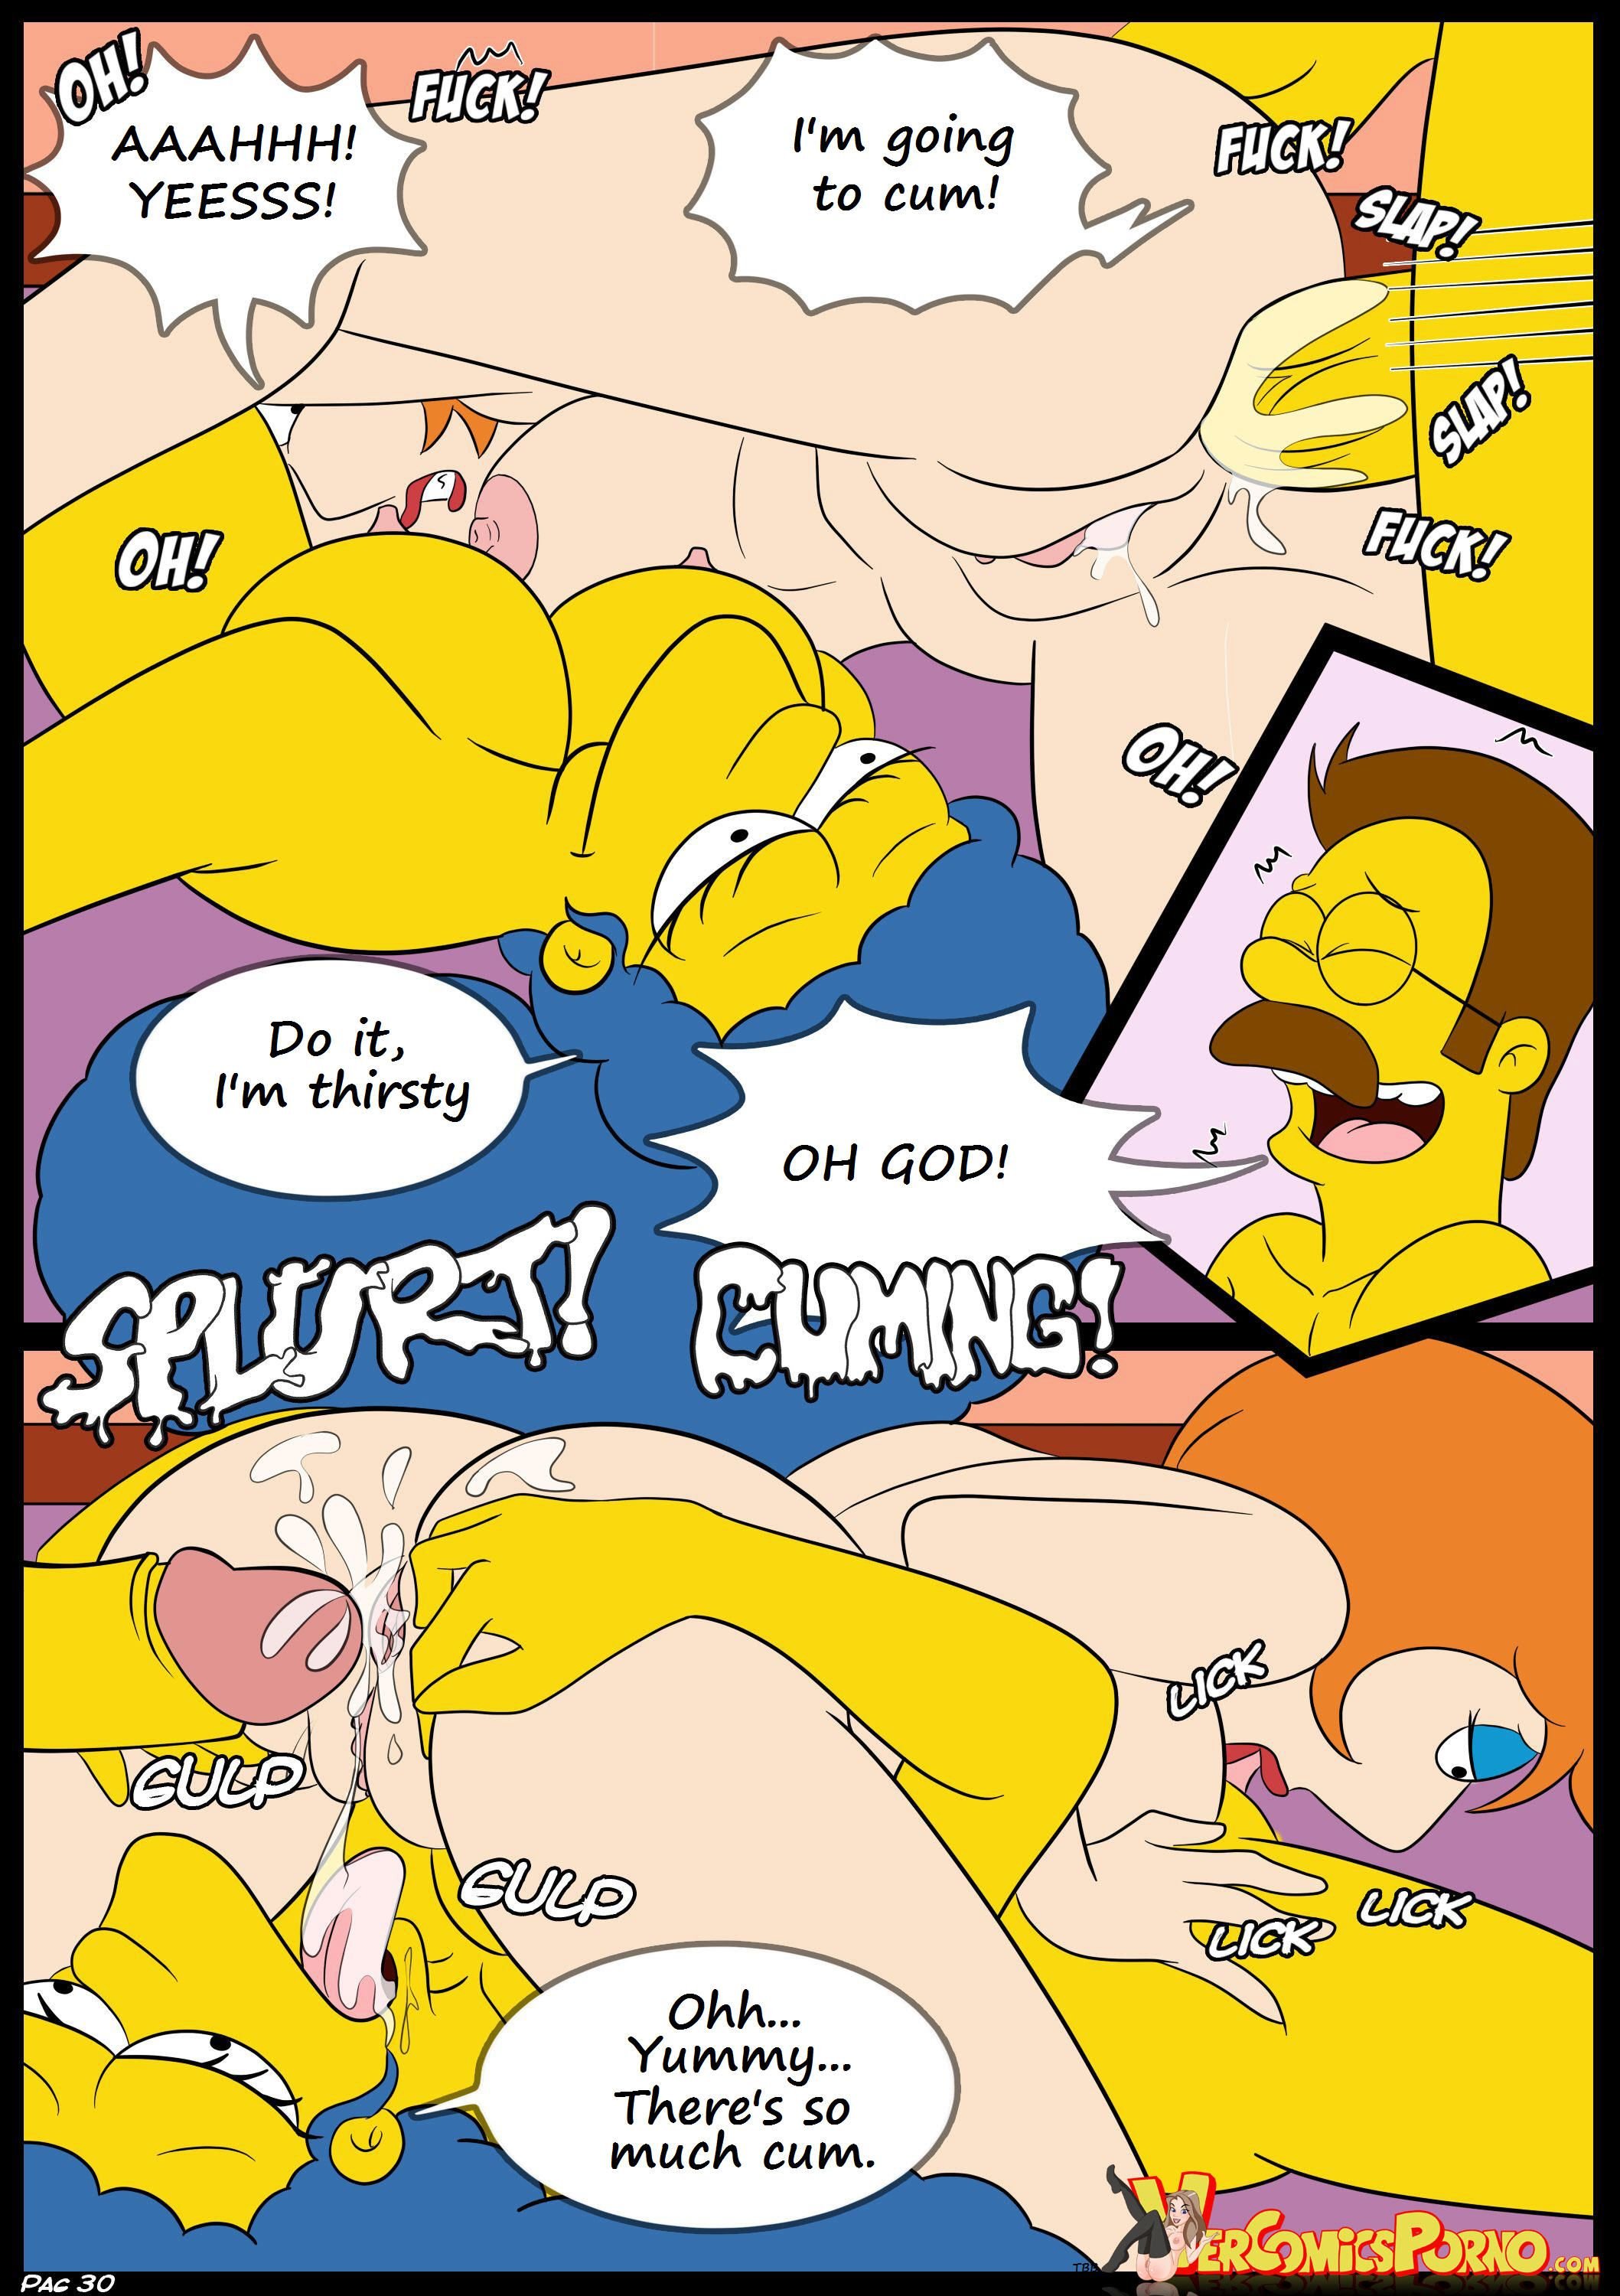 OH!
AAAHHH!
YEESSS!
FUCK!
I'm going
to cum!
FUCK!
SLAP!
SLAP!
FUCK!
OH!
OH!
Do it,
I'm thirsty
OH GOD!
SPLURT!
CUMING!
GULP
GULP
LICK
LICK
LICK
Ohh...
Yummy...
There's so
much cum.
VERCOMICSPORNO.COM
PAG 30